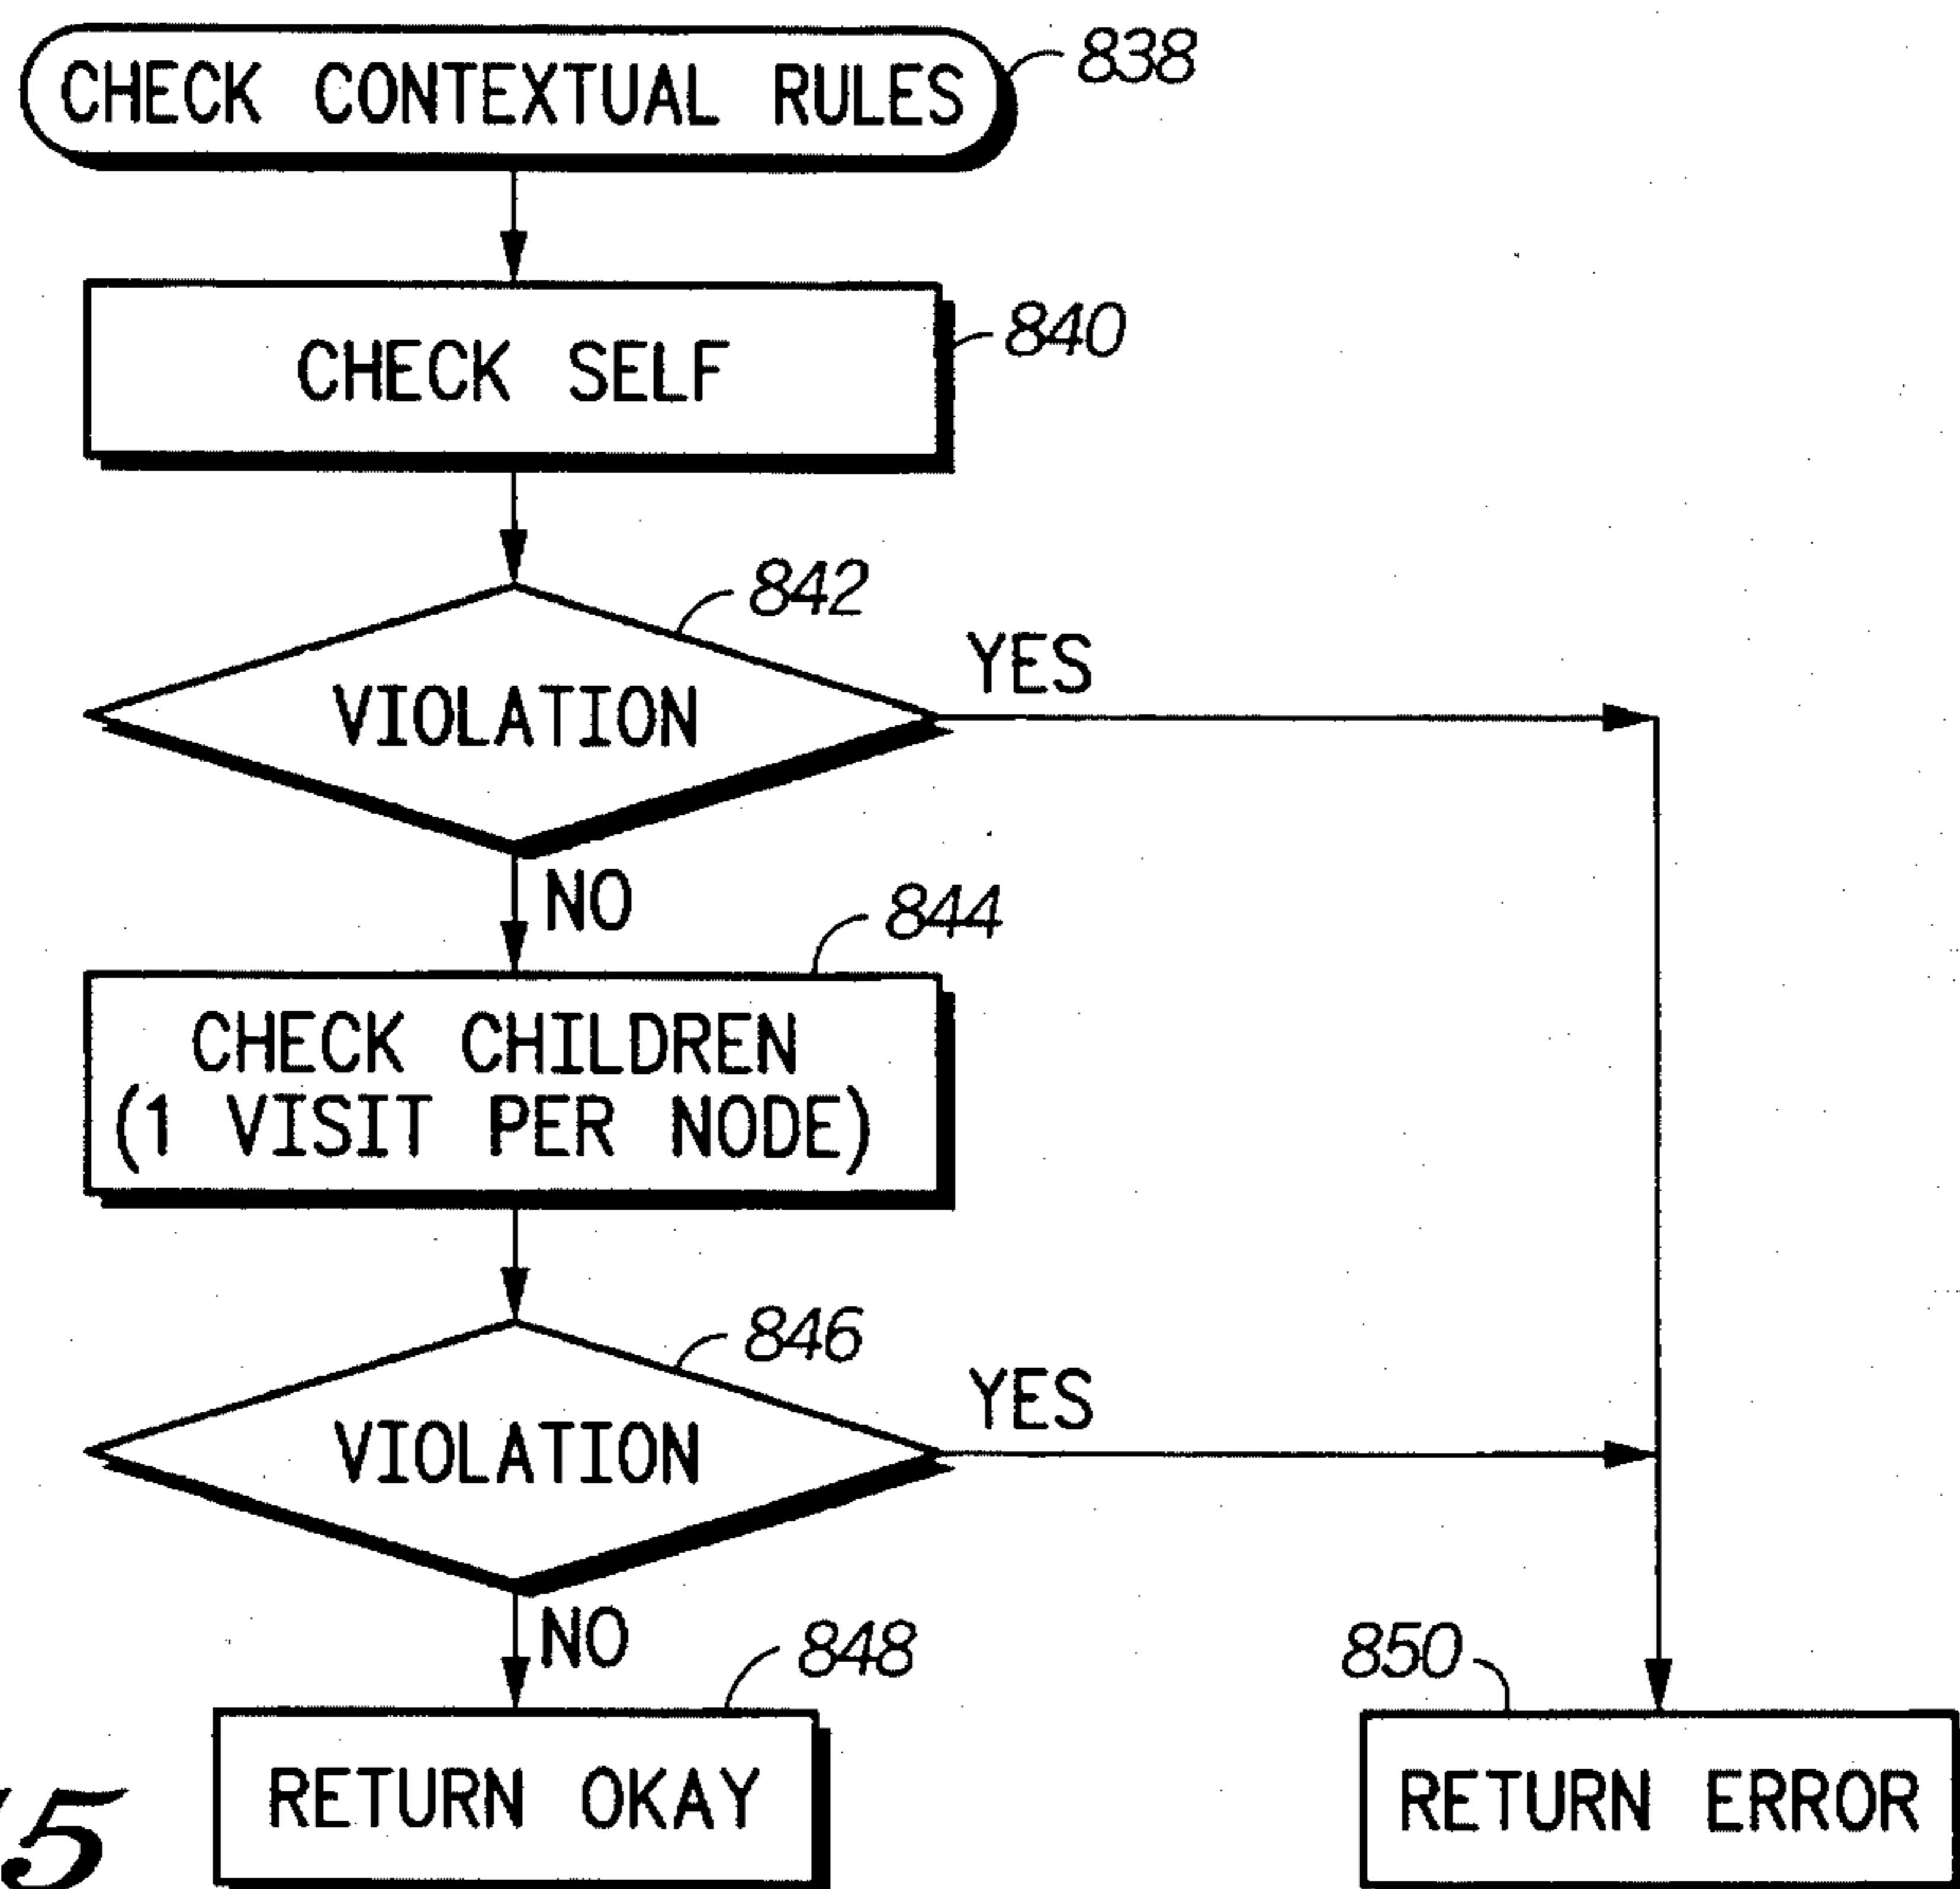 CHECK CONTEXTUAL RULES
838
CHECK SELF
840
842
VIOLATION
YES
NO
844
CHECK CHILDREN
(1 VISIT PER NODE)
846
VIOLATION
YES
NO
848
RETURN OKAY
850
RETURN ERROR
5